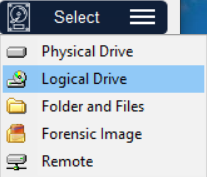 Select
Physical Drive
Logical Drive
Folder and Files
Forensic Image
Remote